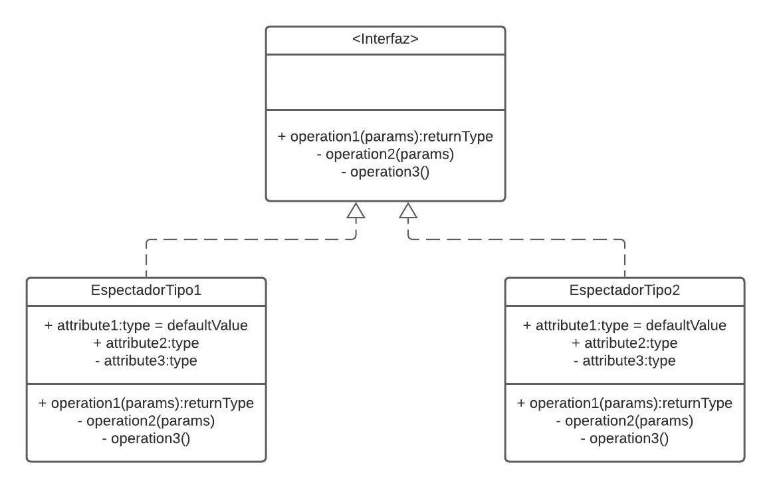 <Interfaz>
+ operation1(params):returnType
- operation2(params)
- operation3()
EspectadorTipo1
+ attribute1:type = defaultValue
+ attribute2:type
- attribute3:type
+ operation1(params):returnType
- operation2(params)
- operation3()
EspectadorTipo2
+ attribute1:type = defaultValue
+ attribute2:type
- attribute3:type
+ operation1(params):returnType
- operation2(params)
- operation3()